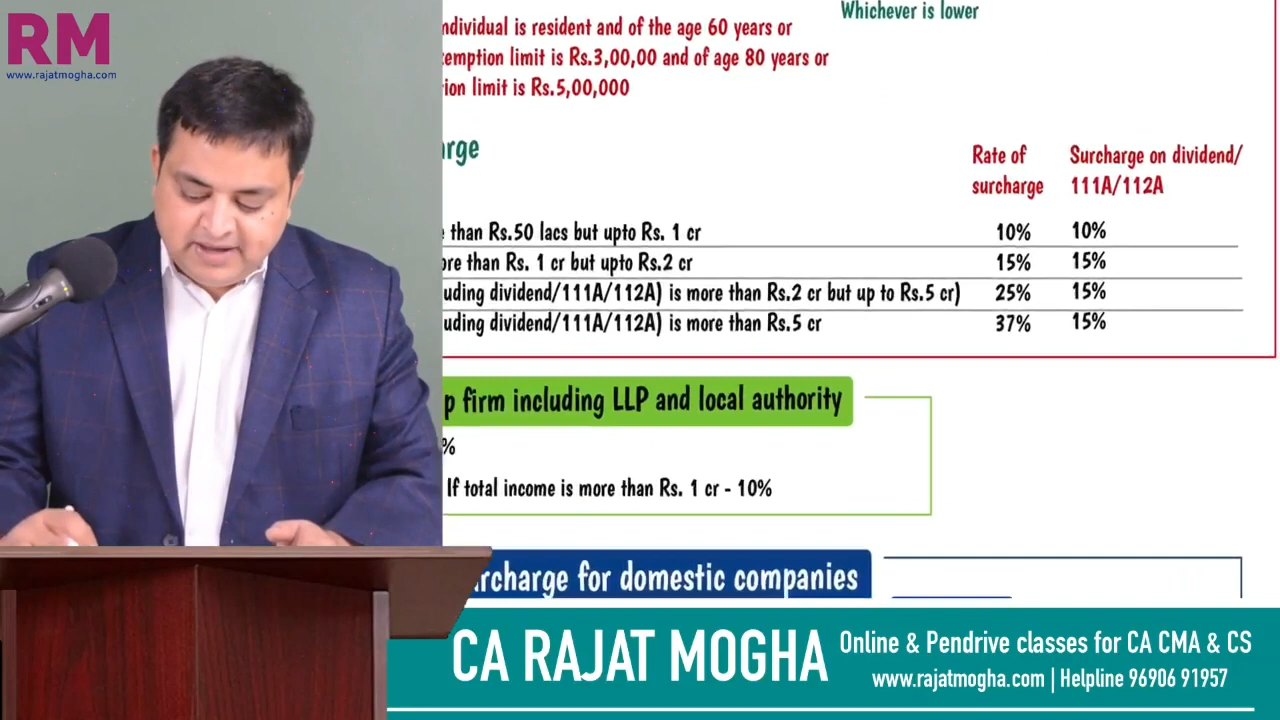 RM
www.rajatmogha.com
Whichever is lower
ndividual is resident and of the age 60 years or
emption limit is Rs.3,00,00 and of age 80 years or
ion limit is Rs.5,00,000
arge
Rate of surcharge
Surcharge on dividend/ 111A/112A
than Rs.50 lacs but upto Rs. 1 cr 10% 10%
ore than Rs. 1 cr but upto Rs.2 cr 15% 15%
uding dividend/111A/112A) is more than Rs.2 cr but up to Rs.5 cr) 25% 15%
uding dividend/111A/112A) is more than Rs.5 cr 37% 15%
p firm including LLP and local authority
%
If total income is more than Rs. 1 cr - 10%
urcharge for domestic companies
CA RAJAT MOGHA
Online & Pendrive classes for CA CMA & CS
www.rajatmogha.com | Helpline 96906 91957